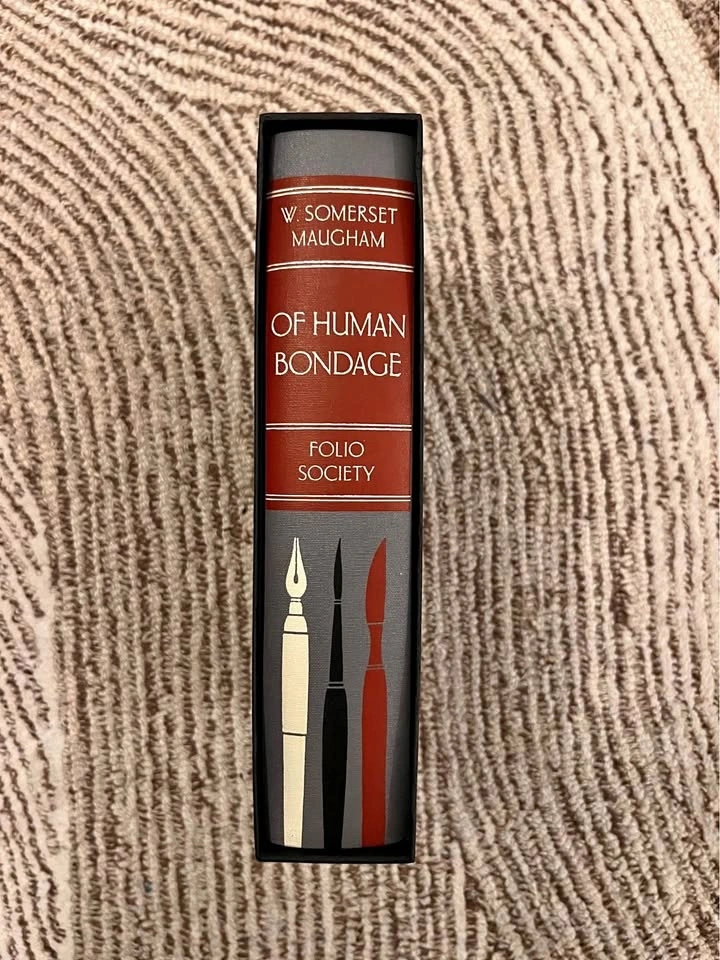 W. SOMERSET
MAUGHAM
OF HUMAN
BONDAGE
FOLIO
SOCIETY